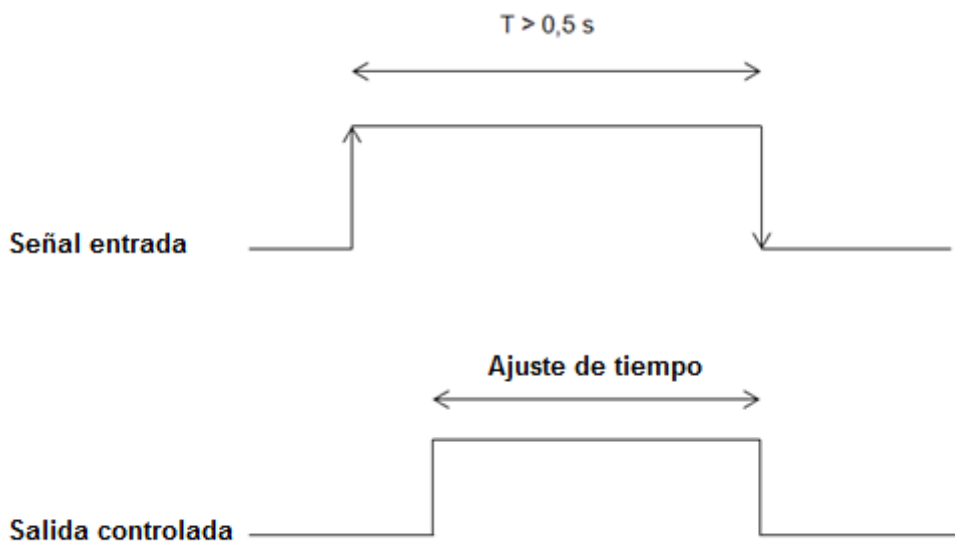 T > 0,5 s
Señal entrada
Ajuste de tiempo
Salida controlada